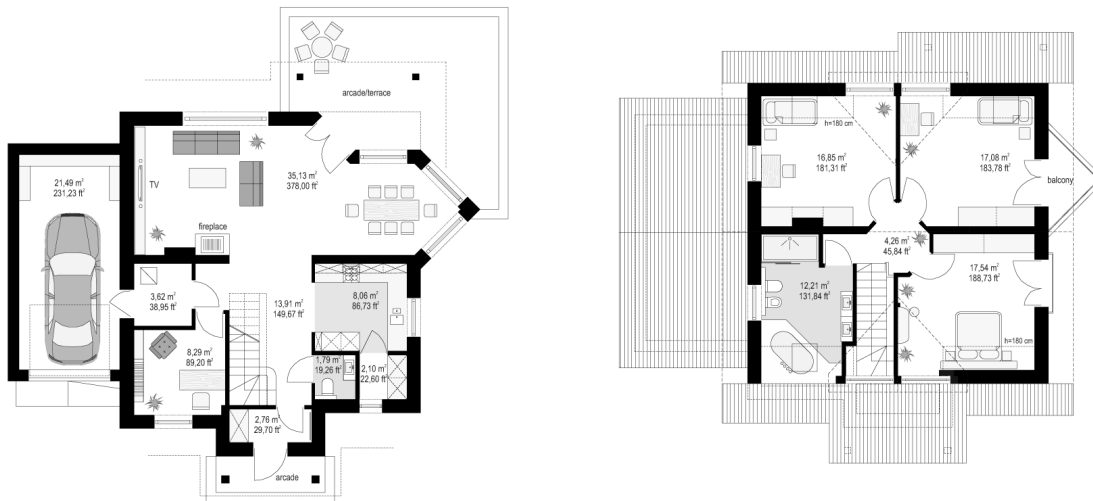 arcade/terrace
21,49 m²
231,23 ft²
TV
35,13 m²
378,00 ft²
fireplace
3,62 m²
38,95 ft²
13,91 m²
149,67 ft²
8,06 m²
86,73 ft²
8,29 m²
89,20 ft²
1,79 m²
19,26 ft²
2,10 m²
22,60 ft²
2,76 m²
29,70 ft²
arcade
h=180 cm
16,85 m²
181,31 ft²
17,08 m²
183,78 ft²
balcony
4,26 m²
45,84 ft²
12,21 m²
131,84 ft²
17,54 m²
188,73 ft²
h=180 cm